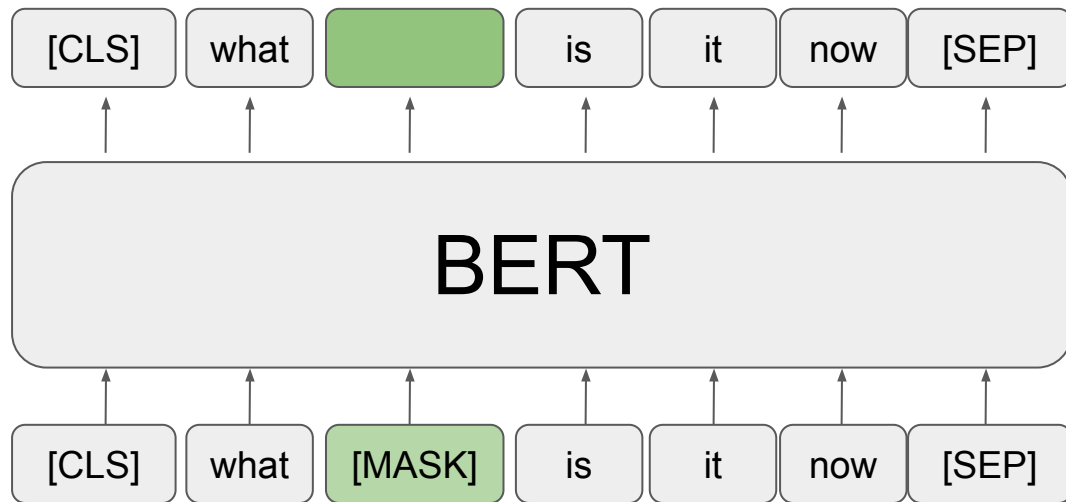 [CLS] what is it now [SEP]
BERT
[CLS] what [MASK] is it now [SEP]